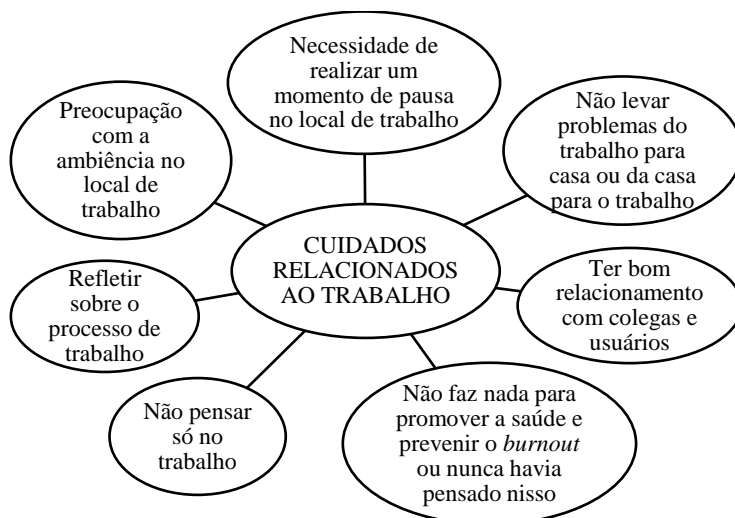 Necessidade de
realizar um
momento de pausa
no local de trabalho
Preocupação
com a
ambiência no
local de
trabalho
Não levar
problemas do
trabalho para
casa ou da casa
para o trabalho
CUIDADOS
RELACIONADOS
AO TRABALHO
Refletir
sobre o
processo de
trabalho
Ter bom
relacionamento
com colegas e
usuários
Não pensar
só no
trabalho
Não faz nada para
promover a saúde e
prevenir o burnout
ou nunca havia
pensado nisso